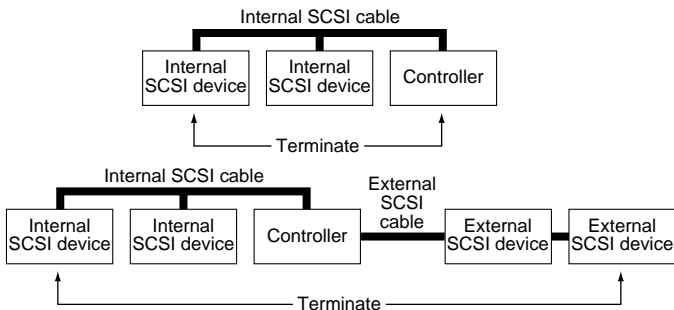 Internal SCSI cable
Internal
SCSI device
Internal
SCSI device
Controller
Terminate
Internal SCSI cable
External
SCSI
cable
Internal
SCSI device
Internal
SCSI device
Controller
External
SCSI device
External
SCSI device
Terminate